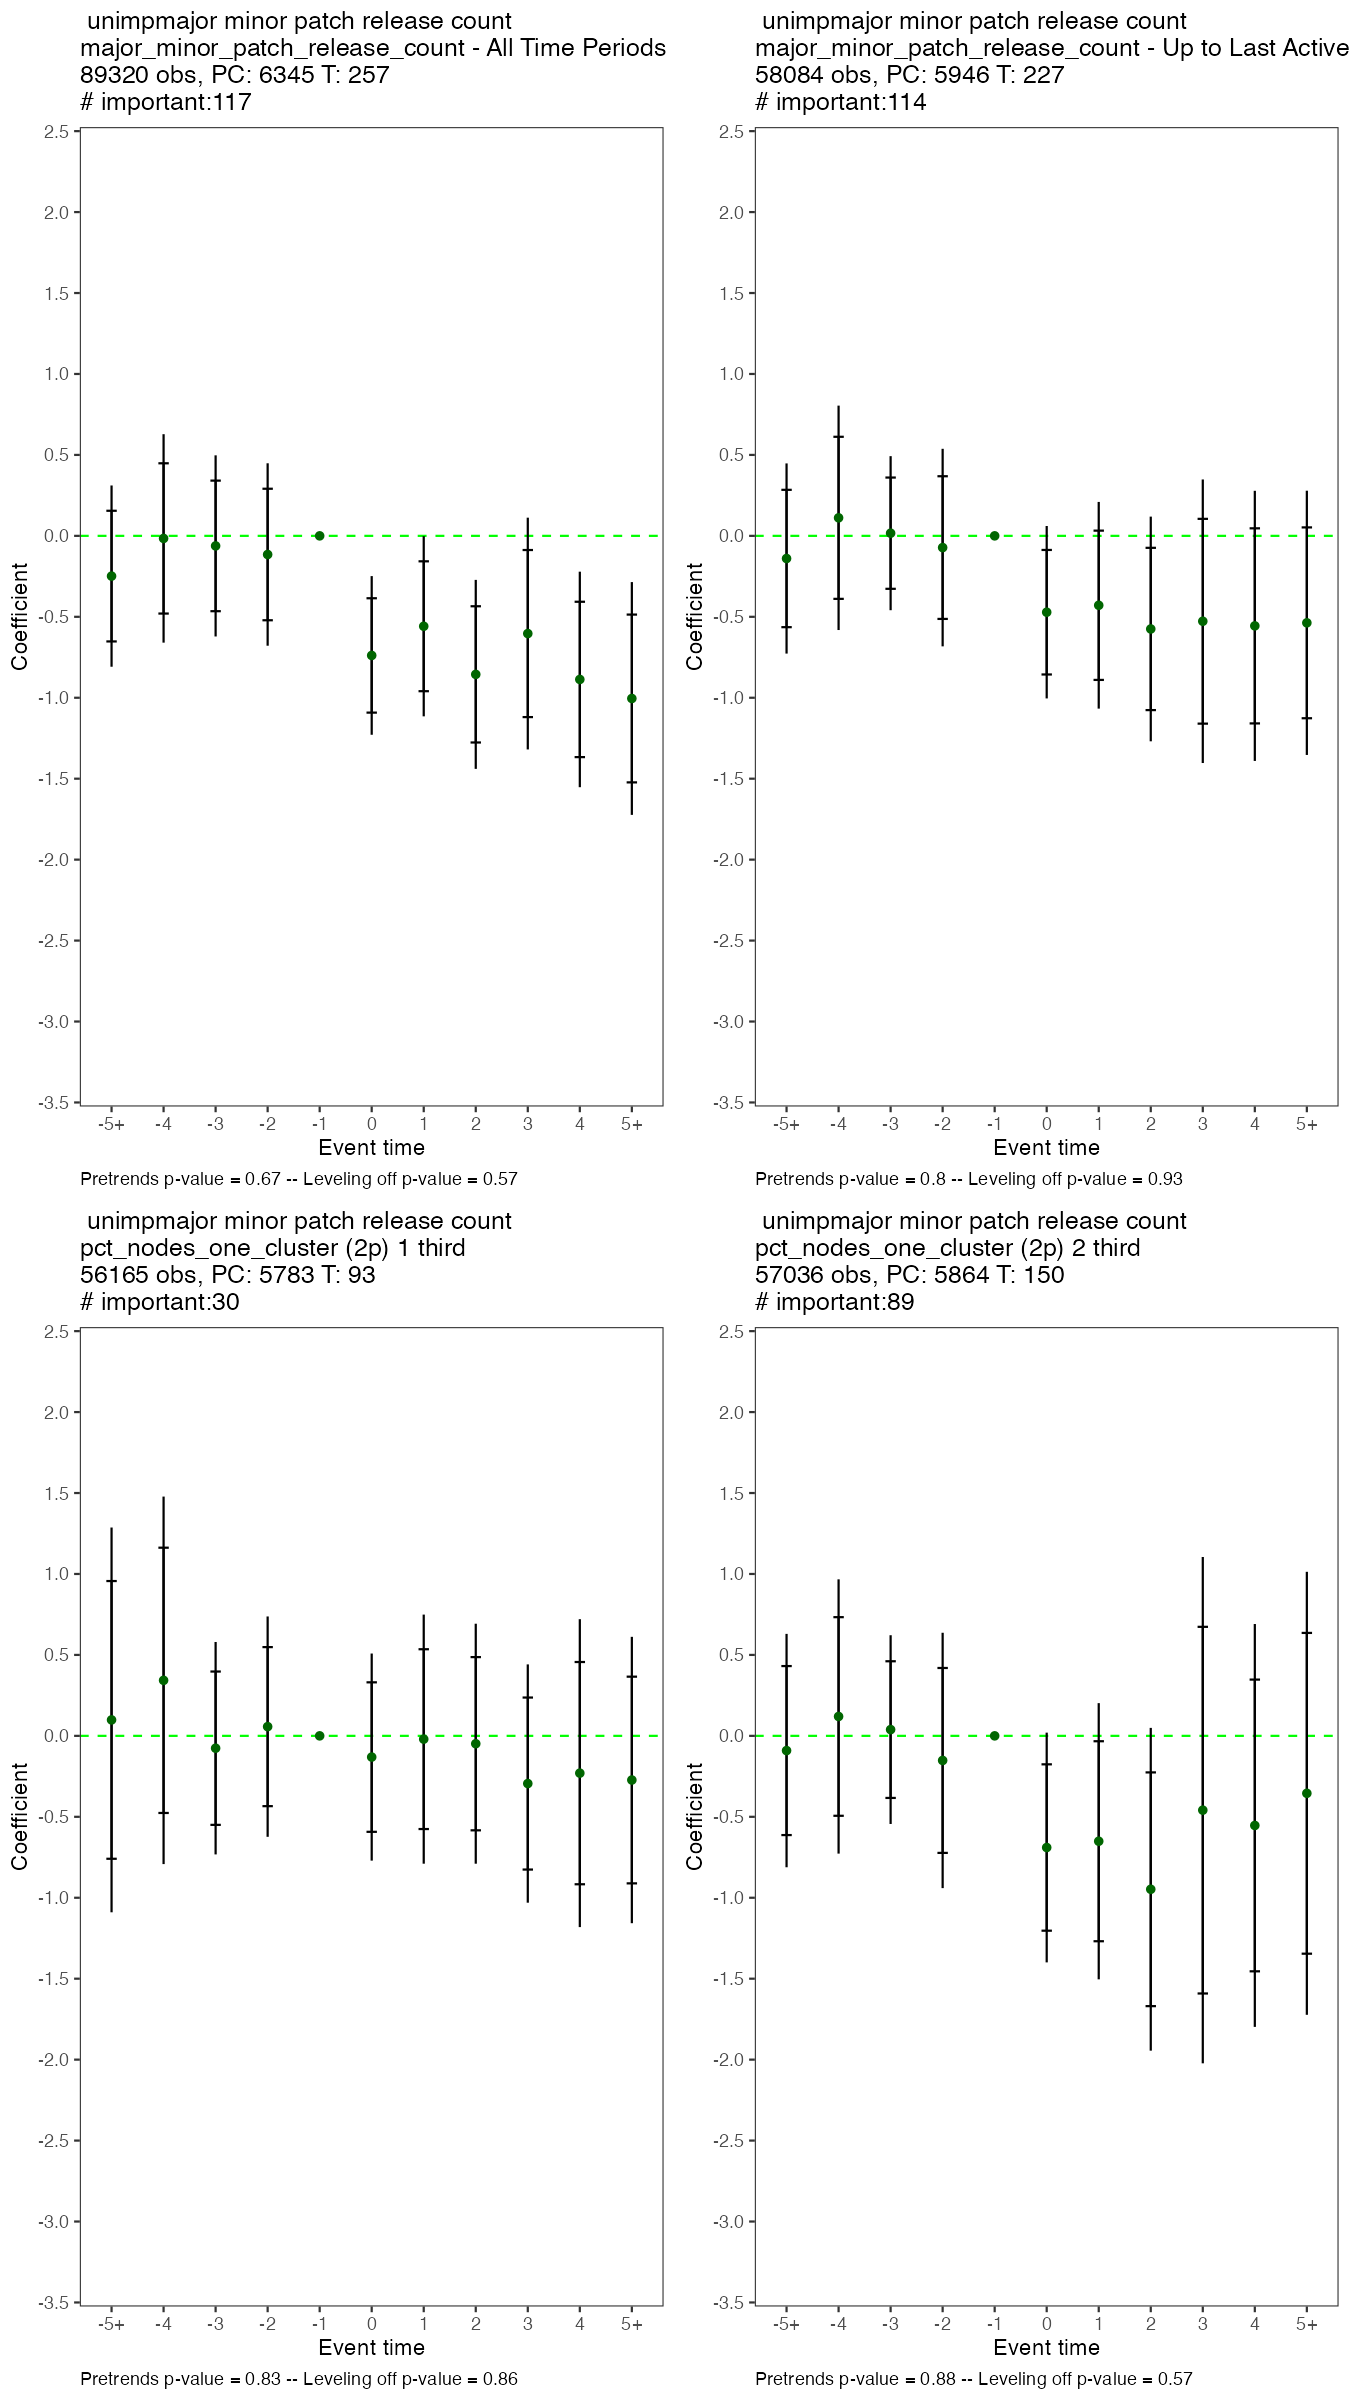 unimpmajor minor patch release count
major_minor_patch_release_count - All Time Periods
89320 obs, PC: 6345 T: 257
# important:117
2.5
2.0
1.5
1.0
0.5
0.0
-0.5
-1.0
-1.5
-2.0
-2.5
-3.0
-3.5
Coefficient
-5+ -4 -3 -2 -1 0 1 2 3 4 5+
Event time
Pretrends p-value = 0.67 -- Leveling off p-value = 0.57
unimpmajor minor patch release count
major_minor_patch_release_count - Up to Last Active
58084 obs, PC: 5946 T: 227
# important:114
2.5
2.0
1.5
1.0
0.5
0.0
-0.5
-1.0
-1.5
-2.0
-2.5
-3.0
-3.5
Coefficient
-5+ -4 -3 -2 -1 0 1 2 3 4 5+
Event time
Pretrends p-value = 0.8 -- Leveling off p-value = 0.93
unimpmajor minor patch release count
pct_nodes_one_cluster (2p) 1 third
56165 obs, PC: 5783 T: 93
# important:30
2.5
2.0
1.5
1.0
0.5
0.0
-0.5
-1.0
-1.5
-2.0
-2.5
-3.0
-3.5
Coefficient
-5+ -4 -3 -2 -1 0 1 2 3 4 5+
Event time
Pretrends p-value = 0.83 -- Leveling off p-value = 0.86
unimpmajor minor patch release count
pct_nodes_one_cluster (2p) 2 third
57036 obs, PC: 5864 T: 150
# important:89
2.5
2.0
1.5
1.0
0.5
0.0
-0.5
-1.0
-1.5
-2.0
-2.5
-3.0
-3.5
Coefficient
-5+ -4 -3 -2 -1 0 1 2 3 4 5+
Event time
Pretrends p-value = 0.88 -- Leveling off p-value = 0.57